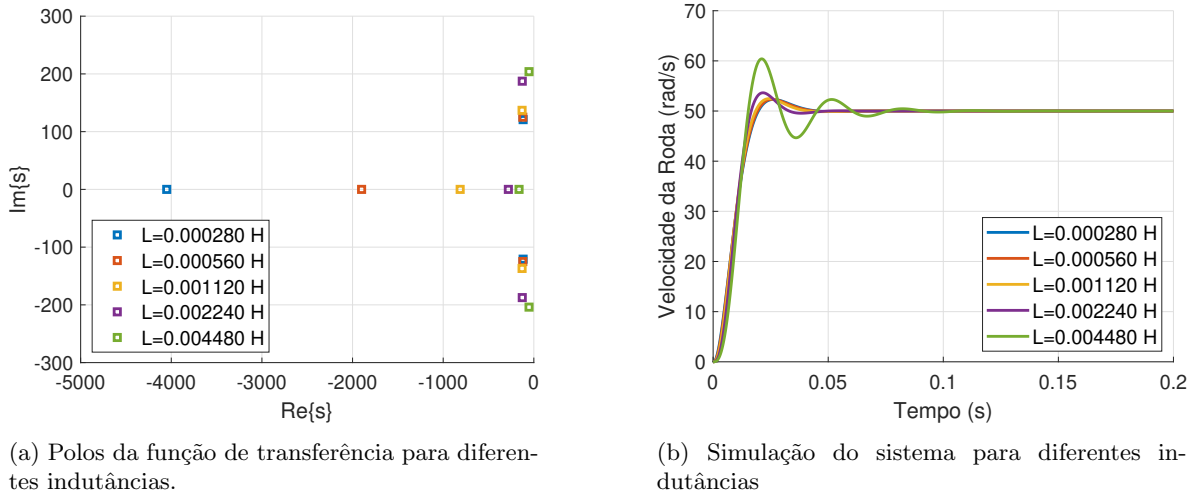 300
200
100
0
-100
-200
-300
-5000
-4000
-3000
-2000
-1000
0
Im{s}
Re{s}
L=0.000280 H
L=0.000560 H
L=0.001120 H
L=0.002240 H
L=0.004480 H
(a) Polos da função de transferência para diferen-
tes indutâncias.
70
60
50
40
30
20
10
0
0
0.05
0.1
0.15
0.2
Velocidade da Roda (rad/s)
Tempo (s)
L=0.000280 H
L=0.000560 H
L=0.001120 H
L=0.002240 H
L=0.004480 H
(b) Simulação do sistema para diferentes in-
dutâncias